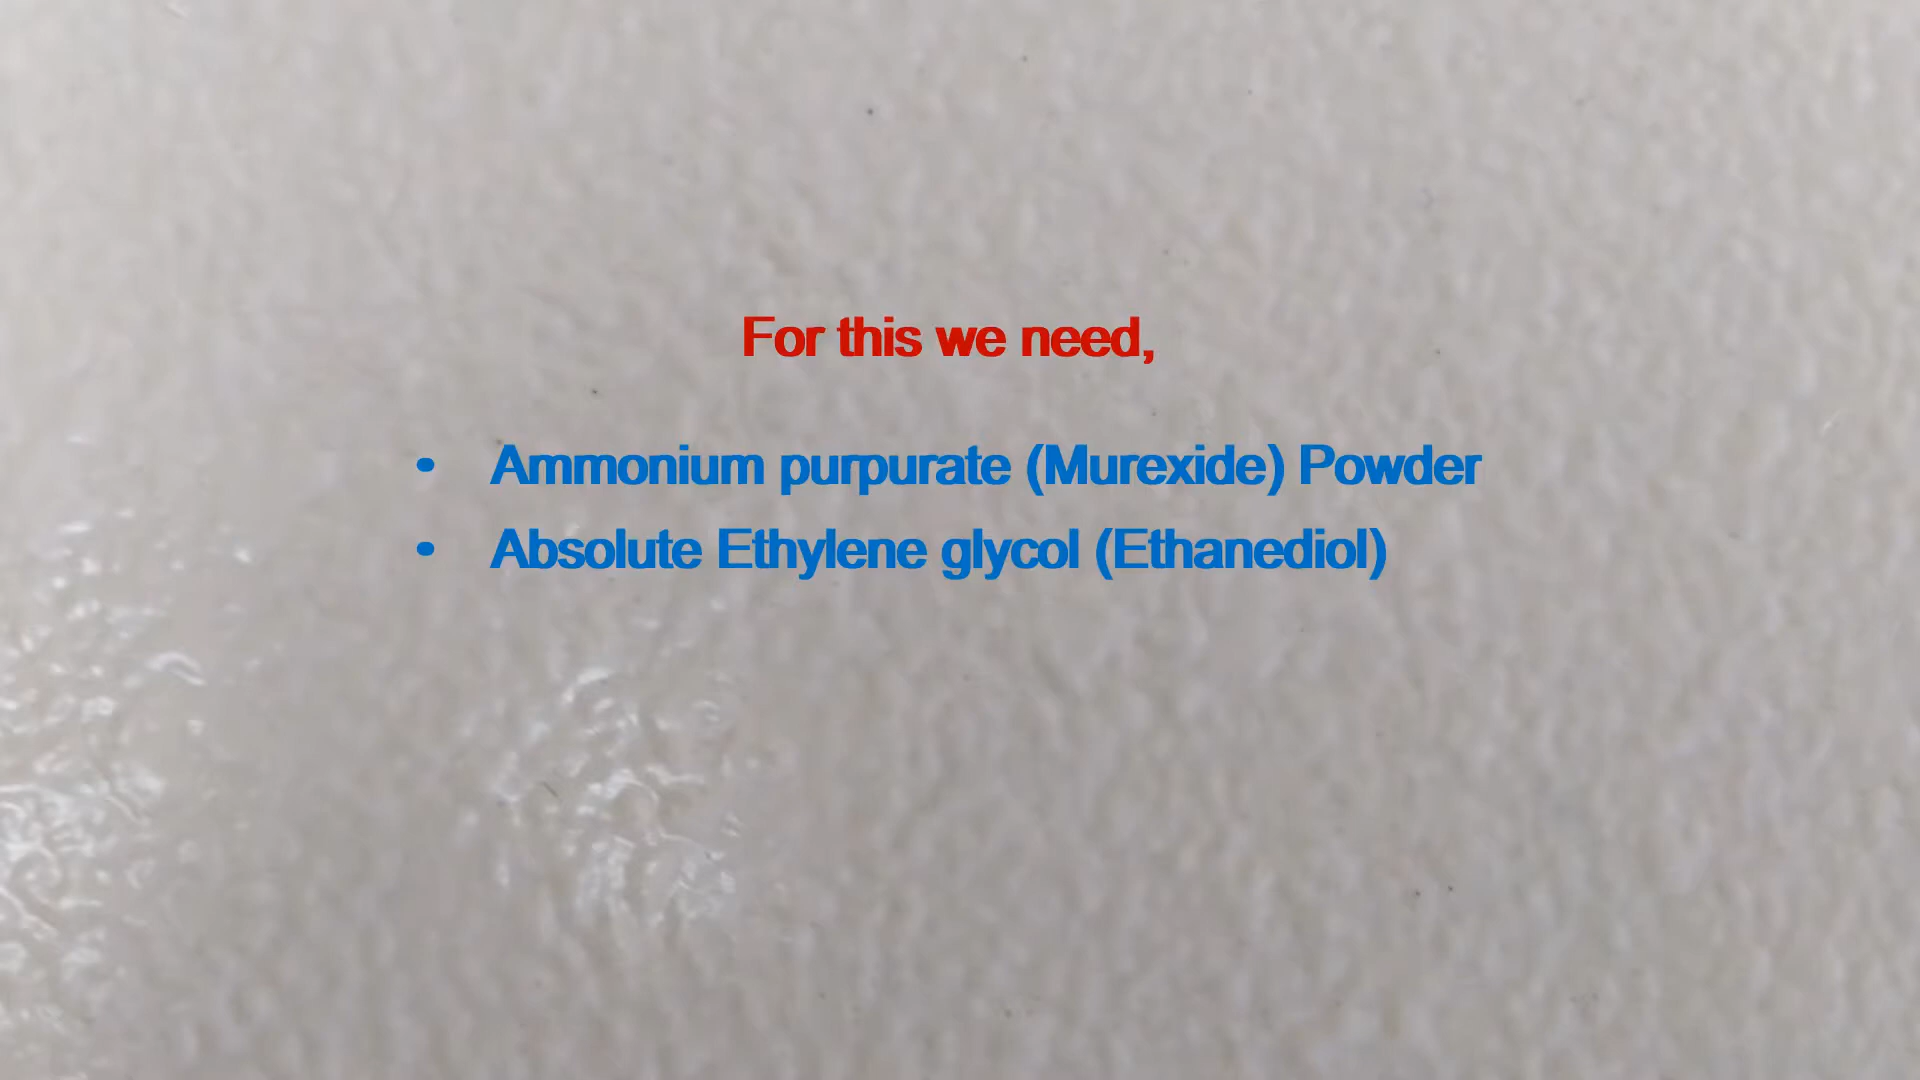 For this we need,
• Ammonium purpurate (Murexide) Powder
• Absolute Ethylene glycol (Ethanediol)